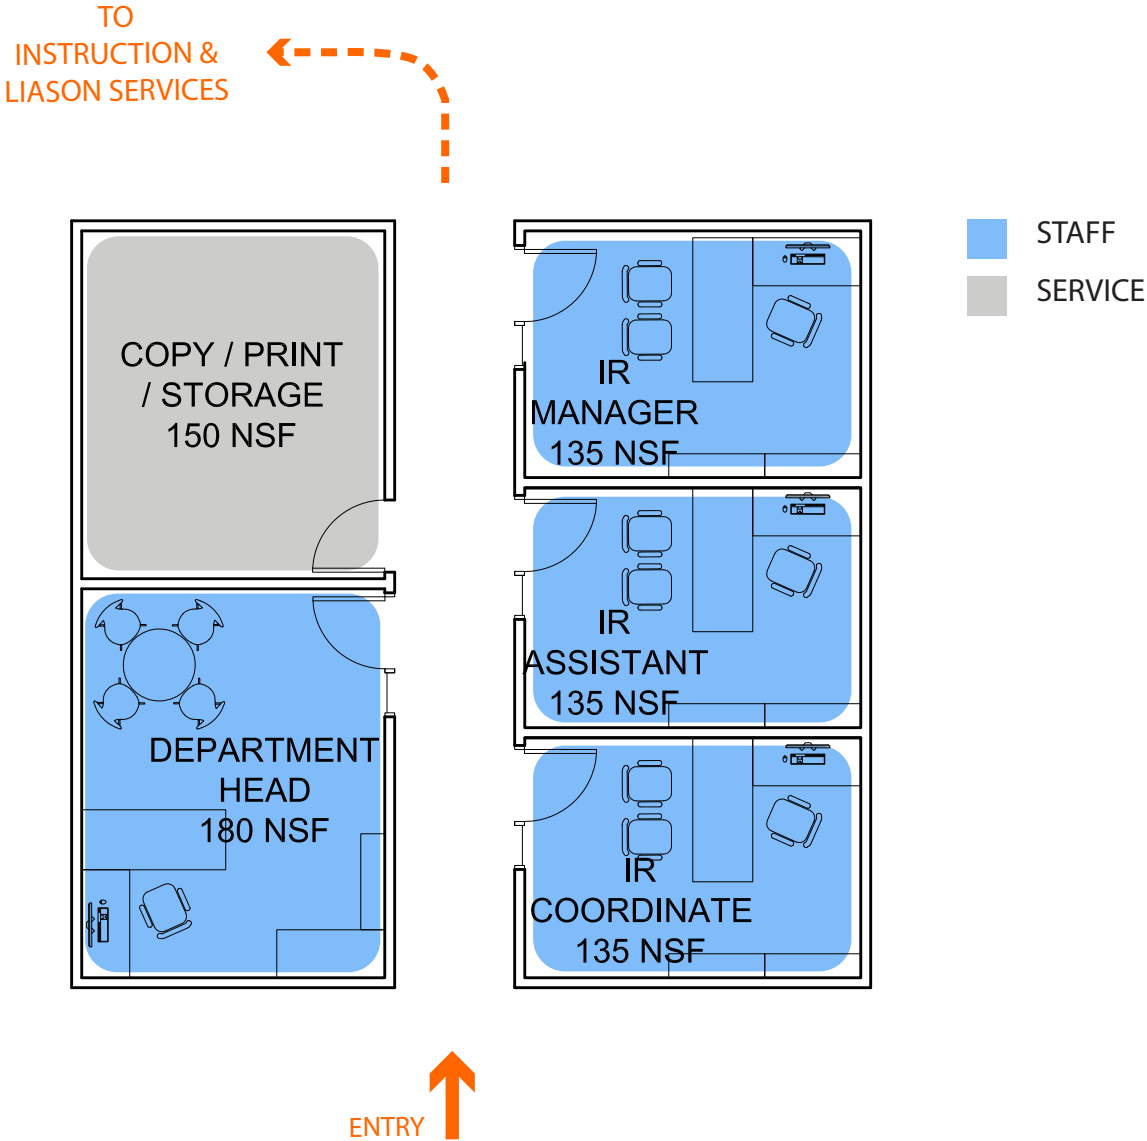 TO
INSTRUCTION &
LIASON SERVICES
STAFF
SERVICE
COPY / PRINT
/ STORAGE
150 NSF
IR
MANAGER
135 NSF
IR
ASSISTANT
135 NSF
DEPARTMENT
HEAD
180 NSF
IR
COORDINATE
135 NSF
ENTRY